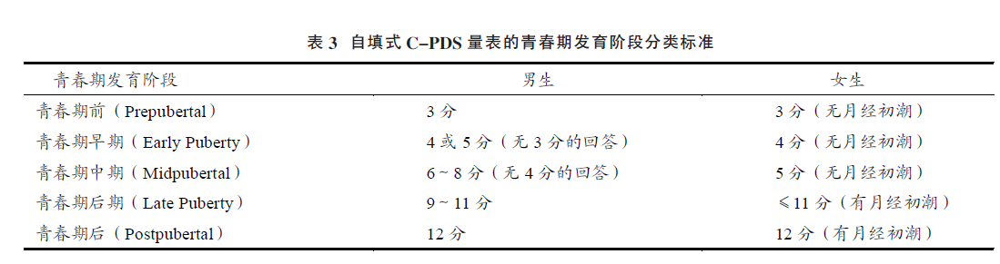 表 3 自填式 C-PDS 量表的青春期发育阶段分类标准
青春期发育阶段 男生 女生
青春期前（Prepubertal） 3 分 3 分（无月经初潮）
青春期早期（Early Puberty） 4 或 5 分（无 3 分的回答） 4 分（无月经初潮）
青春期中期（Midpubertal） 6~8 分（无 4 分的回答） 5 分（无月经初潮）
青春期后期（Late Puberty） 9~11 分 ≤11 分（有月经初潮）
青春期后（Postpubertal） 12 分 12 分（有月经初潮）